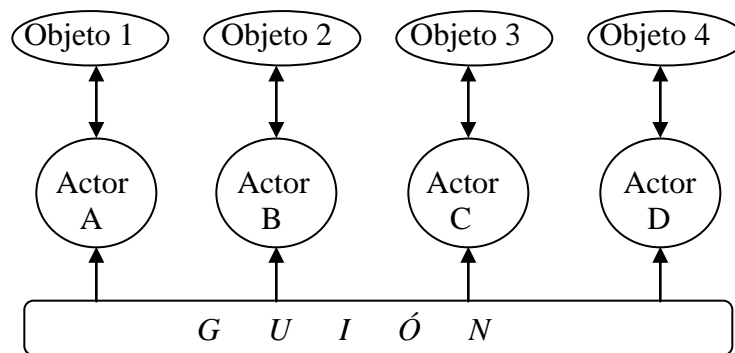 Objeto 1 Objeto 2 Objeto 3 Objeto 4
Actor Actor Actor Actor
A B C D
G U I Ó N